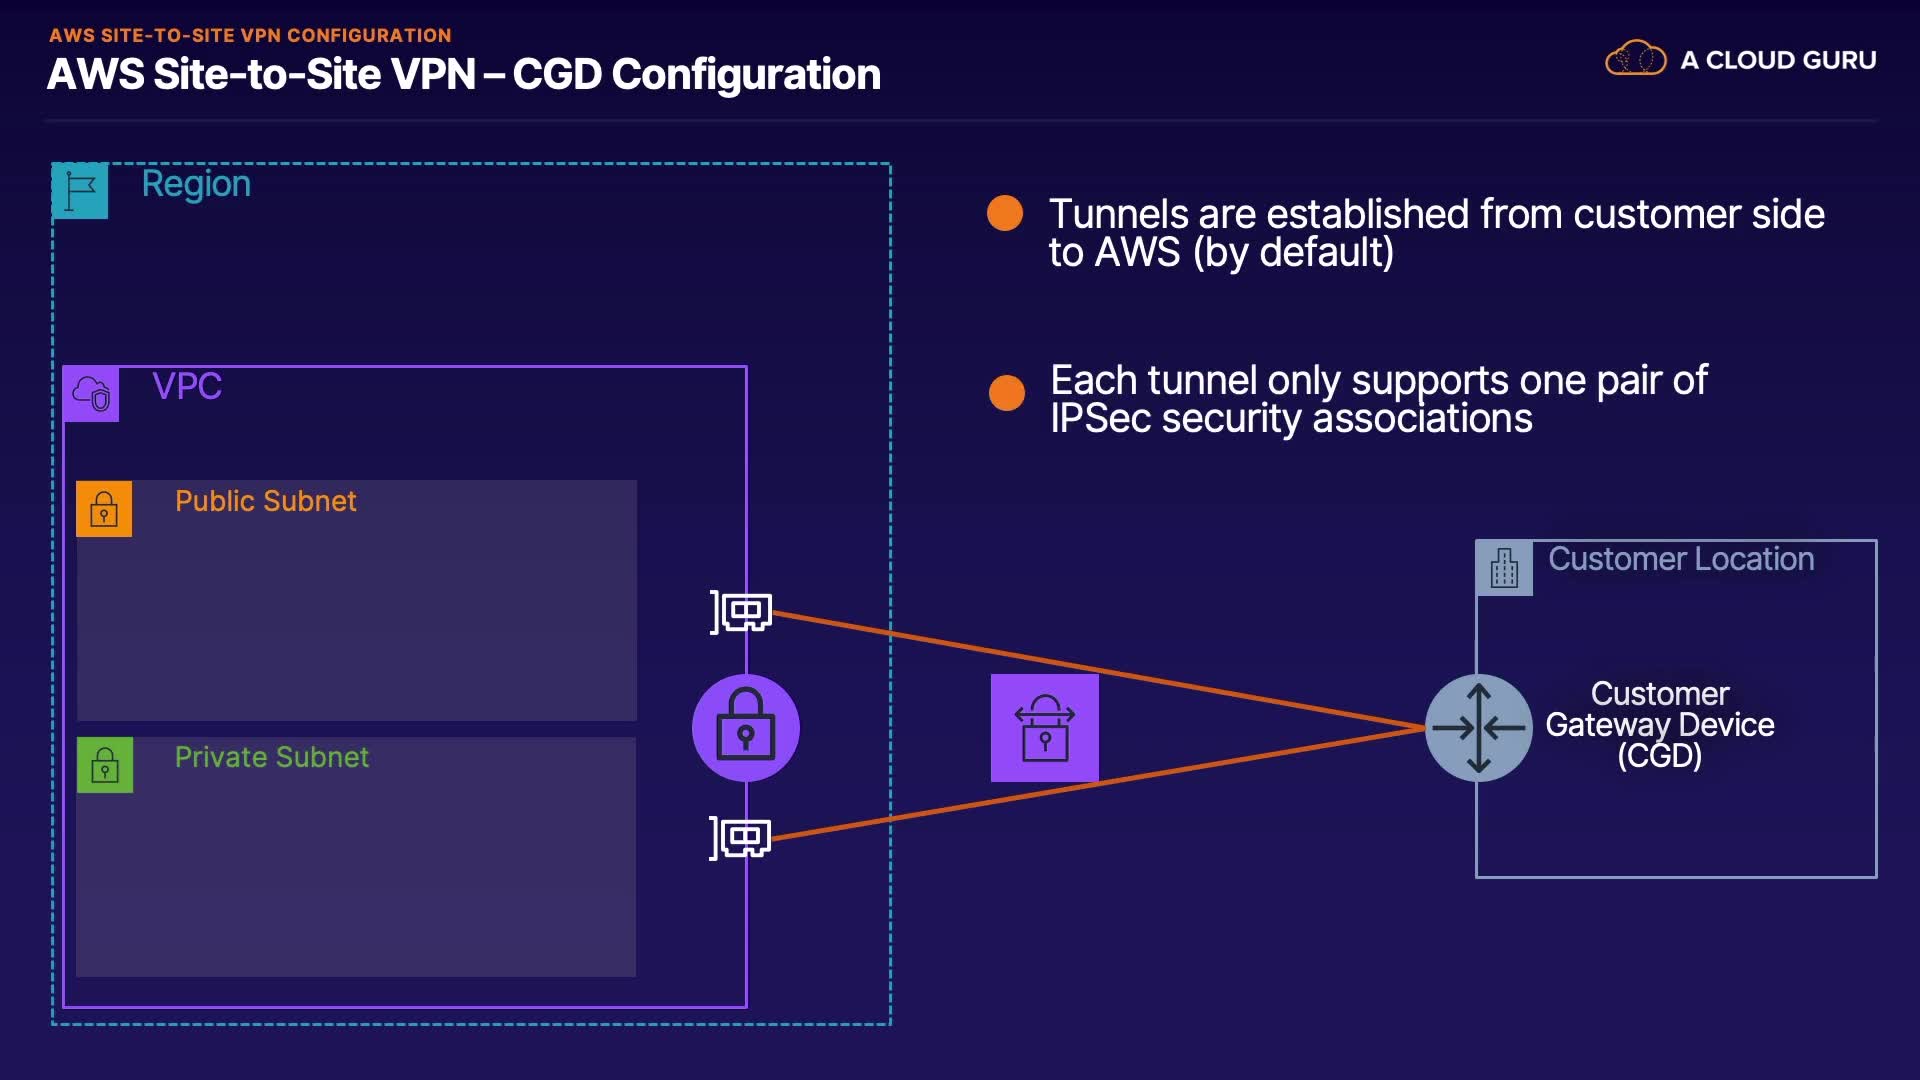 AWS SITE-TO-SITE VPN CONFIGURATION
AWS Site-to-Site VPN – CGD Configuration
A CLOUD GURU
Region
Tunnels are established from customer side
to AWS (by default)
VPC
Each tunnel only supports one pair of
IPSec security associations
Public Subnet
Customer Location
Customer
Gateway Device
(CGD)
Private Subnet